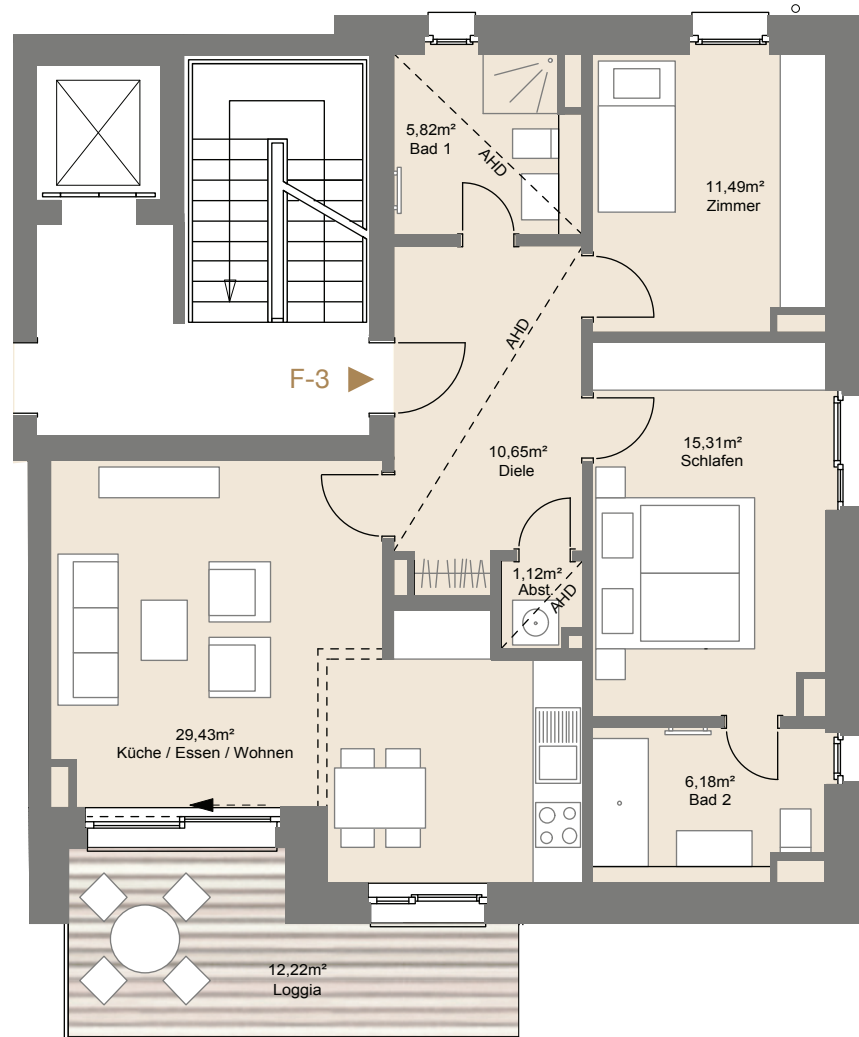 5,82m²
Bad 1
AHD
11,49m²
Zimmer
AHD
F-3
10,65m²
Diele
15,31m²
Schlafen
1,12m²
Abst.
AHD
29,43m²
Küche / Essen / Wohnen
6,18m²
Bad 2
12,22m²
Loggia